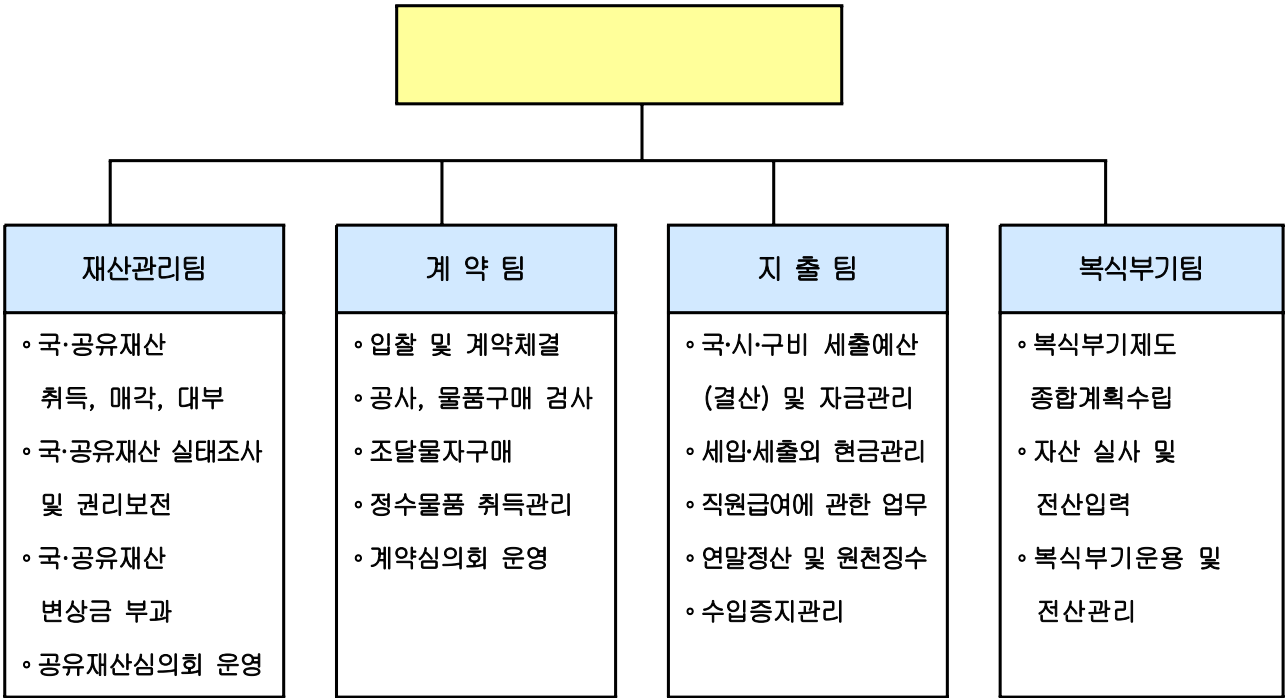 재산관리팀
◦ 국·공유재산
취득, 매각, 대부
◦ 국·공유재산 실태조사
및 권리보전
◦ 국·공유재산
변상금 부과
◦ 공유재산심의회 운영
계 약 팀
◦ 입찰 및 계약체결
◦ 공사, 물품구매 검사
◦ 조달물자구매
◦ 정수물품 취득관리
◦ 계약심의회 운영
지 출 팀
◦ 국·시·구비 세출예산
(결산) 및 자금관리
◦ 세입·세출외 현금관리
◦ 직원급여에 관한 업무
◦ 연말정산 및 원천징수
◦ 수입증지관리
복식부기팀
◦ 복식부기제도
종합계획수립
◦ 자산 실사 및
전산입력
◦ 복식부기운용 및
전산관리